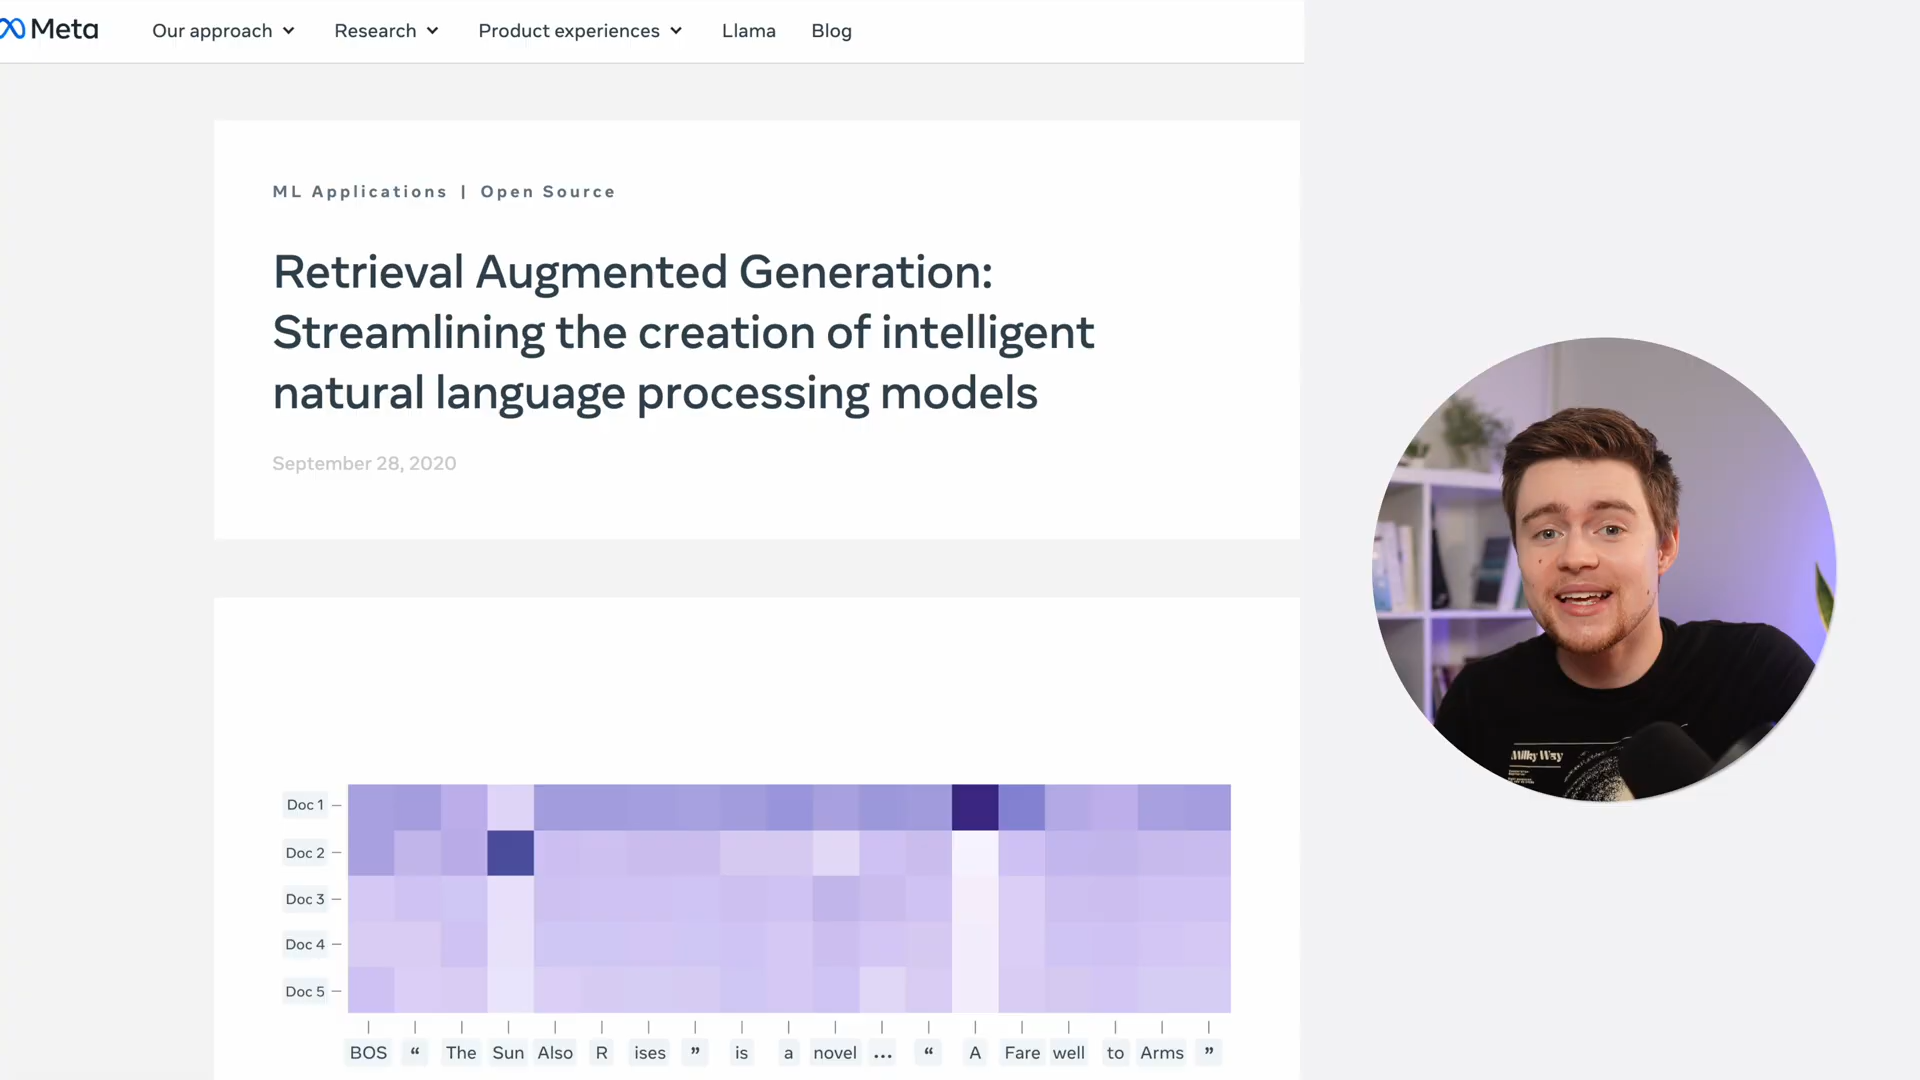 Meta Our approach Research Product experiences Llama Blog
ML Applications | Open Source
Retrieval Augmented Generation:
Streamlining the creation of intelligent
natural language processing models
September 28, 2020
Doc 1
Doc 2
Doc 3
Doc 4
Doc 5
BOS “ The Sun Also R ises ” is a novel ... “ A Fare well to Arms ”
Milky Way